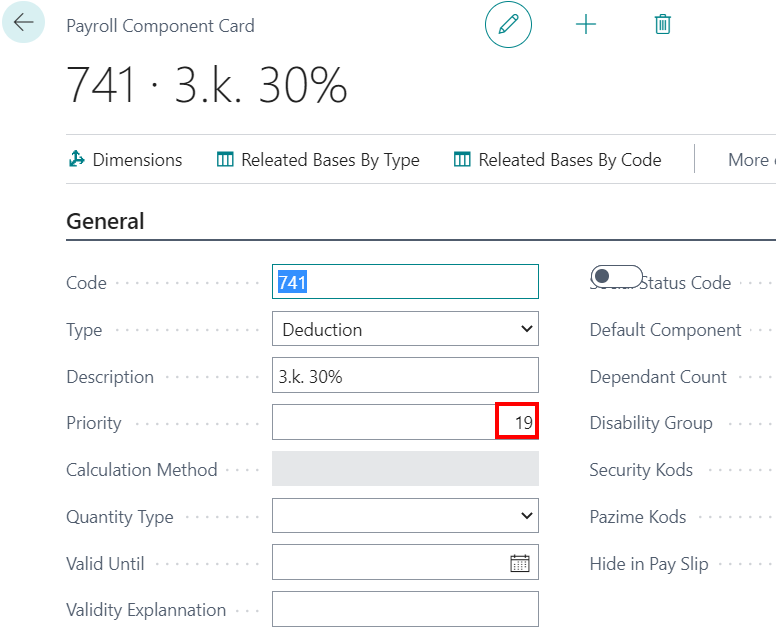 Payroll Component Card
741 · 3.k. 30%
Dimensions
Releated Bases By Type
Releated Bases By Code
More
General
Code
741
Type
Deduction
Description
3.k. 30%
Priority
19
Calculation Method
Quantity Type
Valid Until
Validity Explannation
Status Code
Default Component
Dependant Count
Disability Group
Security Kods
Pazime Kods
Hide in Pay Slip